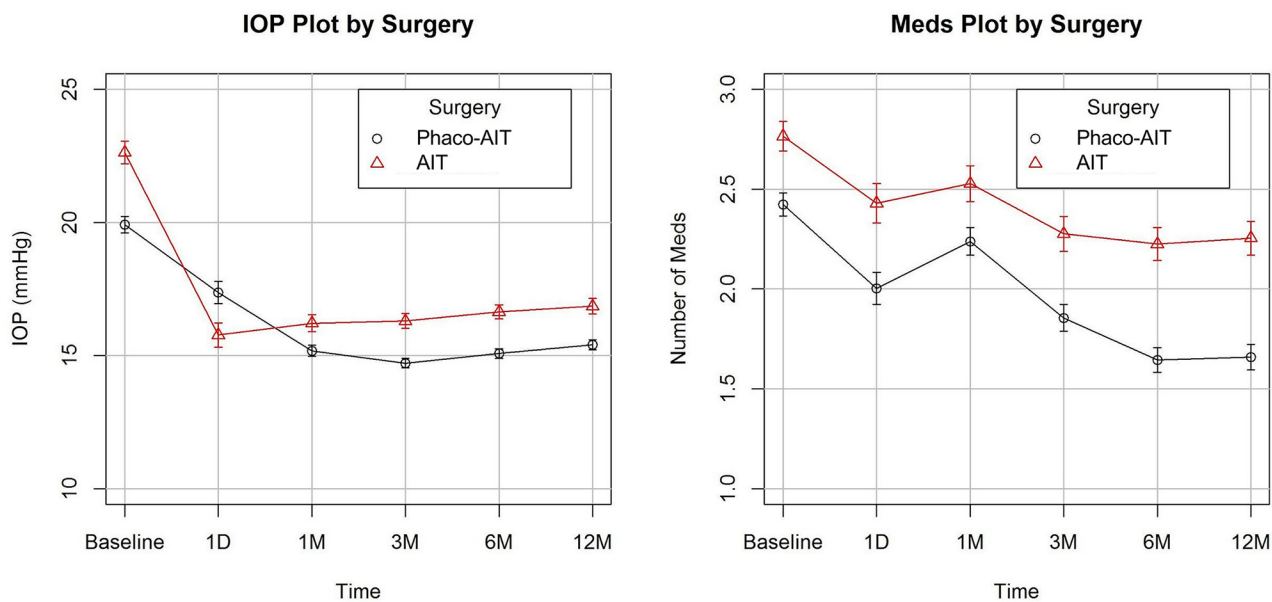 IOP Plot by Surgery
IOP (mmHg)
25
20
15
10
Surgery
Phaco-AIT
AIT
Baseline 1D 1M 3M 6M 12M
Time
Meds Plot by Surgery
Number of Meds
3.0
2.5
2.0
1.5
1.0
Surgery
Phaco-AIT
AIT
Baseline 1D 1M 3M 6M 12M
Time